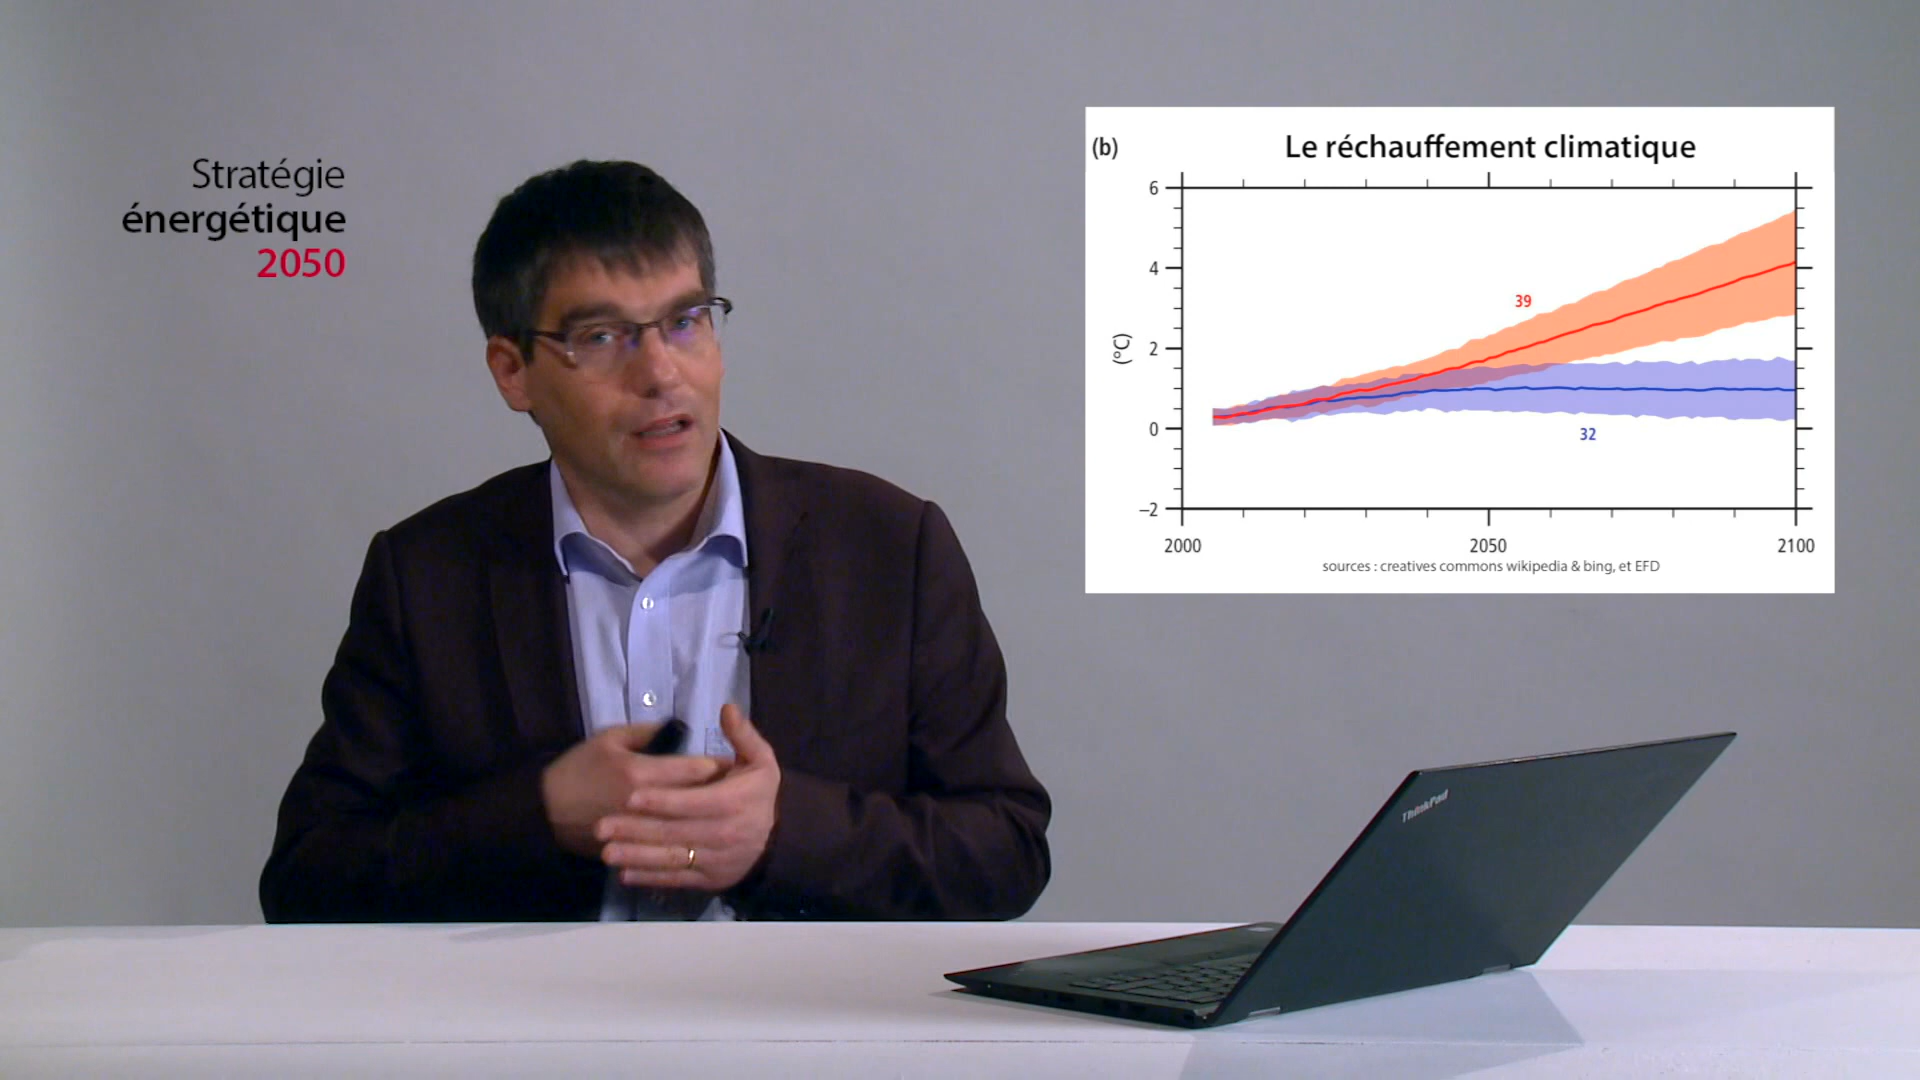 Stratégie
énergétique
2050
(b)
Le réchauffement climatique
6
4
2
0
−2
(°C)
39
32
2000
2050
2100
sources : creatives commons wikipedia & bing, et EFD
ThinkPad